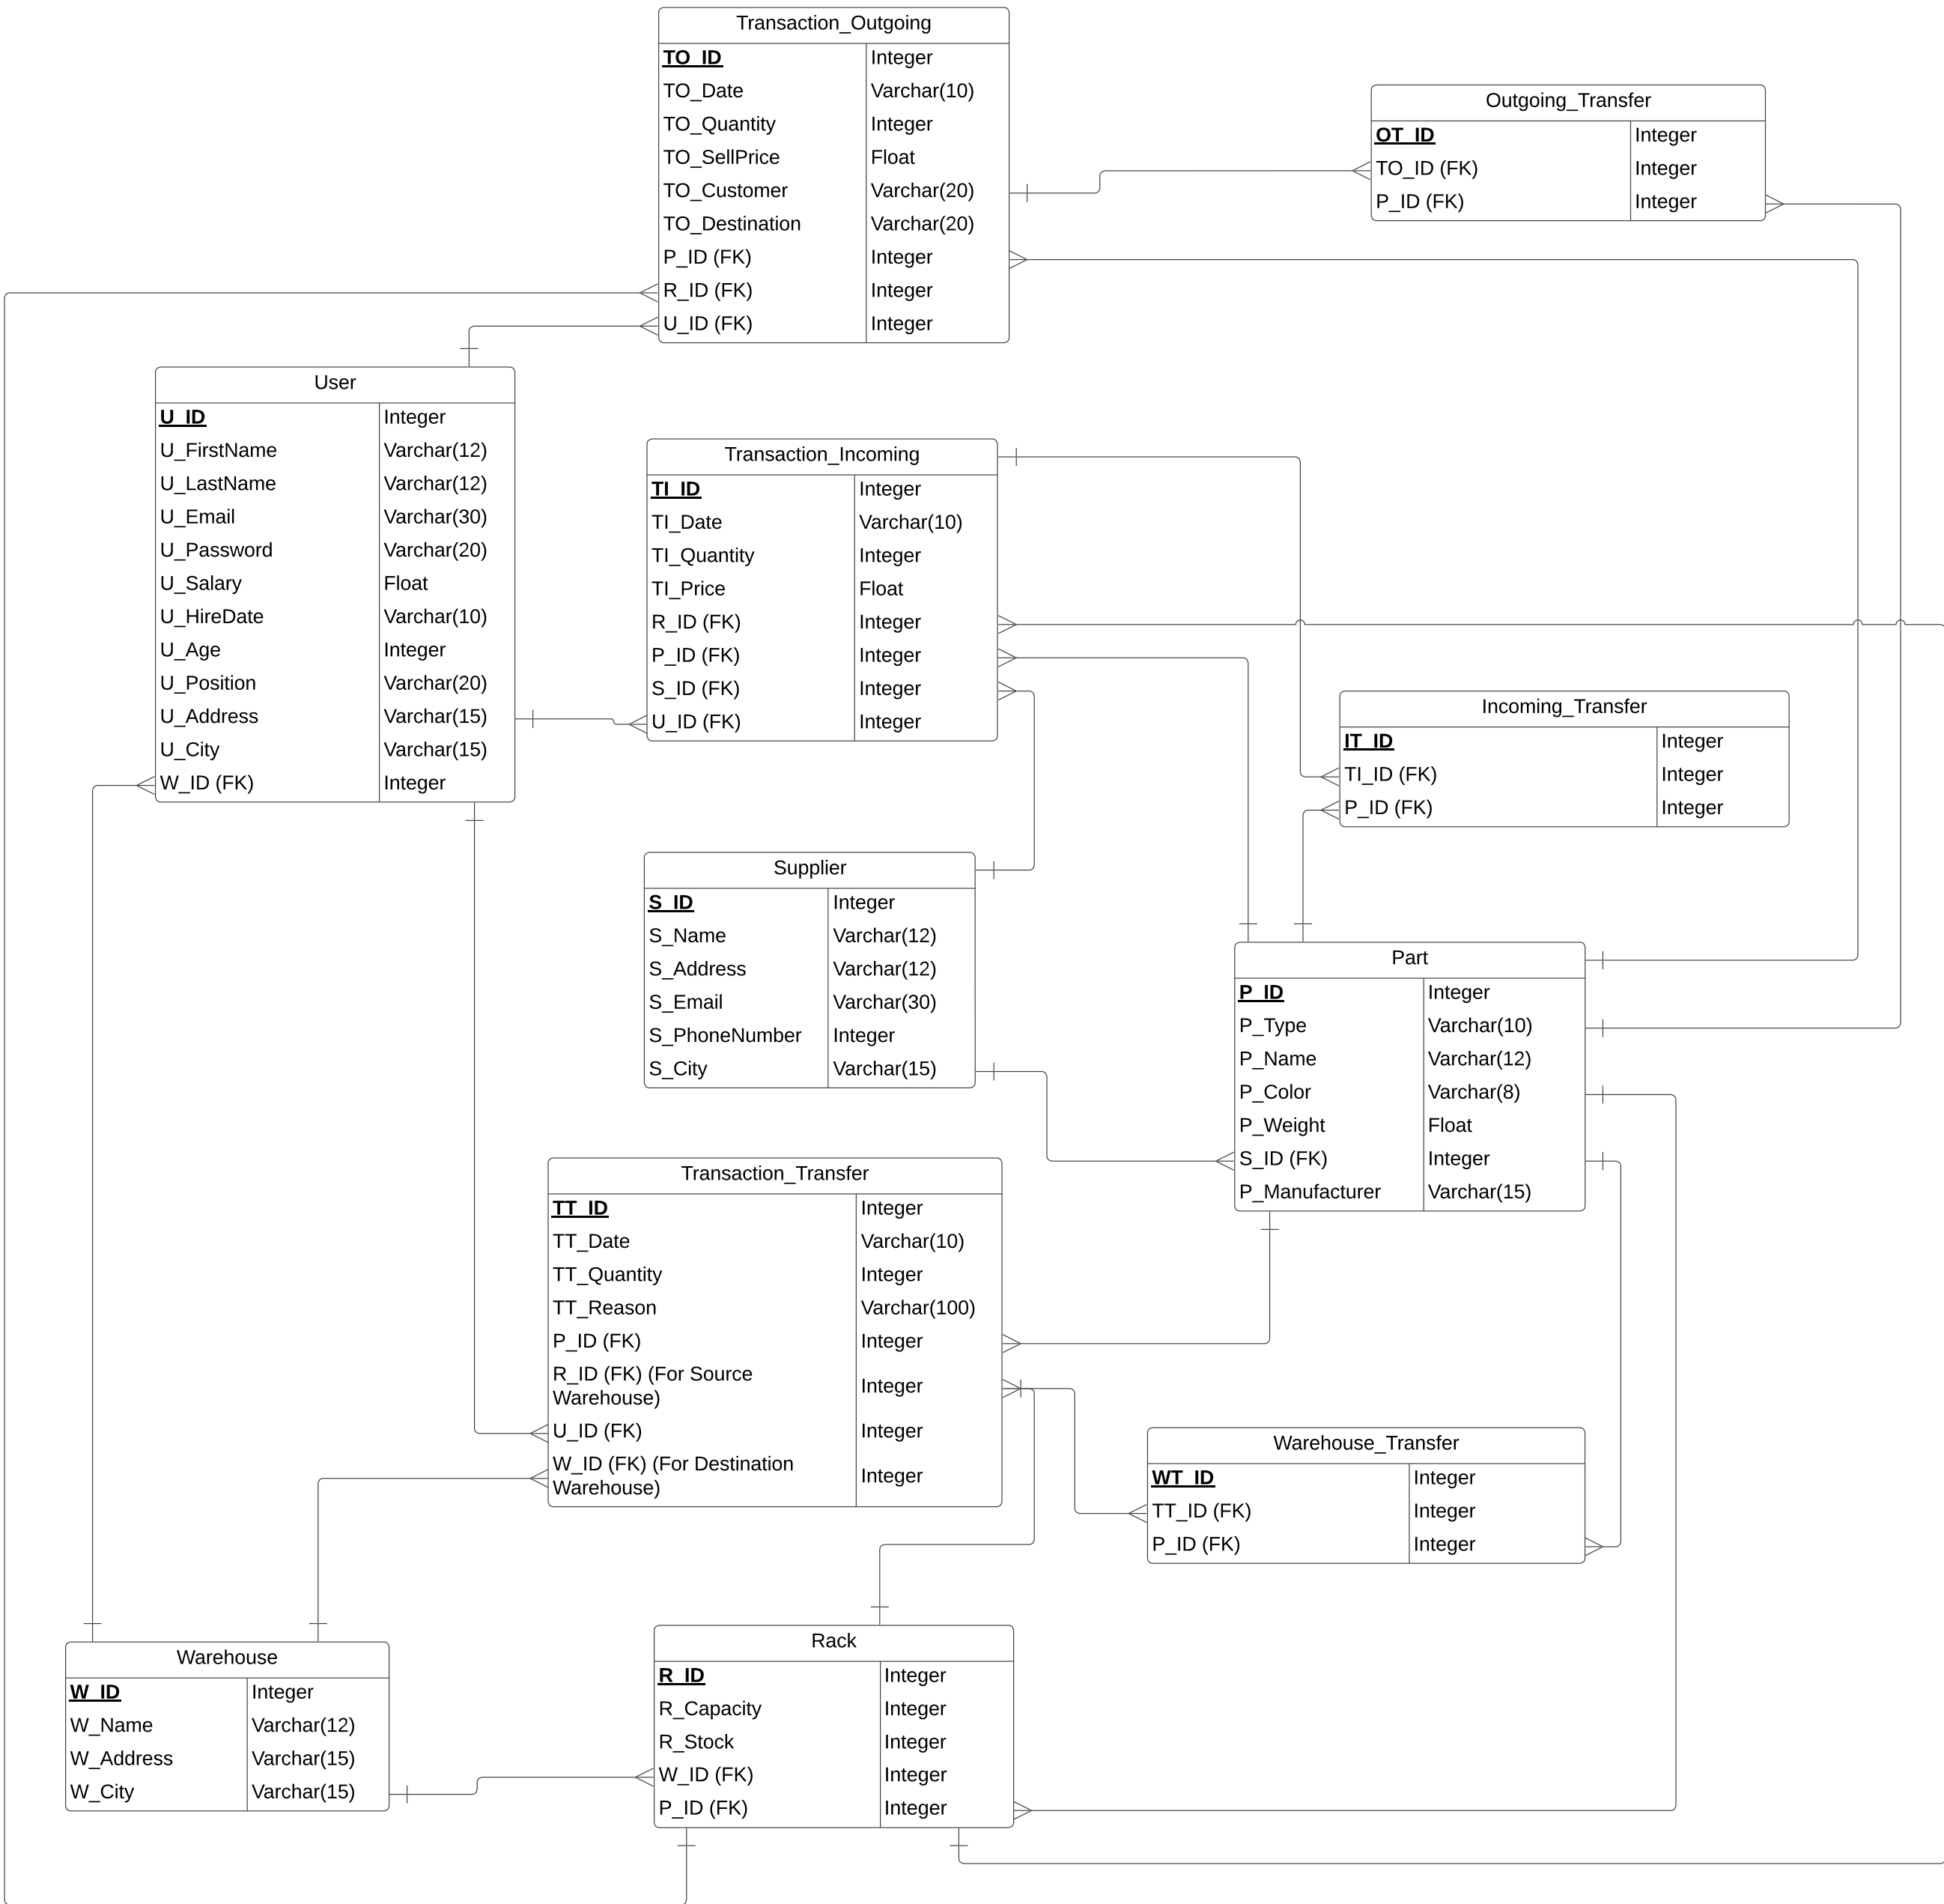 Transaction_Outgoing
TO_ID Integer
TO_Date Varchar(10)
TO_Quantity Integer
TO_SellPrice Float
TO_Customer Varchar(20)
TO_Destination Varchar(20)
P_ID (FK) Integer
R_ID (FK) Integer
U_ID (FK) Integer
Outgoing_Transfer
OT_ID Integer
TO_ID (FK) Integer
P_ID (FK) Integer
User
U_ID Integer
U_FirstName Varchar(12)
U_LastName Varchar(12)
U_Email Varchar(30)
U_Password Varchar(20)
U_Salary Float
U_HireDate Varchar(10)
U_Age Integer
U_Position Varchar(20)
U_Address Varchar(15)
U_City Varchar(15)
W_ID (FK) Integer
Transaction_Incoming
TI_ID Integer
TI_Date Varchar(10)
TI_Quantity Integer
TI_Price Float
R_ID (FK) Integer
P_ID (FK) Integer
S_ID (FK) Integer
U_ID (FK) Integer
Incoming_Transfer
IT_ID Integer
TI_ID (FK) Integer
P_ID (FK) Integer
Supplier
S_ID Integer
S_Name Varchar(12)
S_Address Varchar(12)
S_Email Varchar(30)
S_PhoneNumber Integer
S_City Varchar(15)
Part
P_ID Integer
P_Type Varchar(10)
P_Name Varchar(12)
P_Color Varchar(8)
P_Weight Float
S_ID (FK) Integer
P_Manufacturer Varchar(15)
Transaction_Transfer
TT_ID Integer
TT_Date Varchar(10)
TT_Quantity Integer
TT_Reason Varchar(100)
P_ID (FK) Integer
R_ID (FK) (For Source
Warehouse) Integer
U_ID (FK) Integer
W_ID (FK) (For Destination
Warehouse) Integer
Warehouse_Transfer
WT_ID Integer
TT_ID (FK) Integer
P_ID (FK) Integer
Warehouse
W_ID Integer
W_Name Varchar(12)
W_Address Varchar(15)
W_City Varchar(15)
Rack
R_ID Integer
R_Capacity Integer
R_Stock Integer
W_ID (FK) Integer
P_ID (FK) Integer